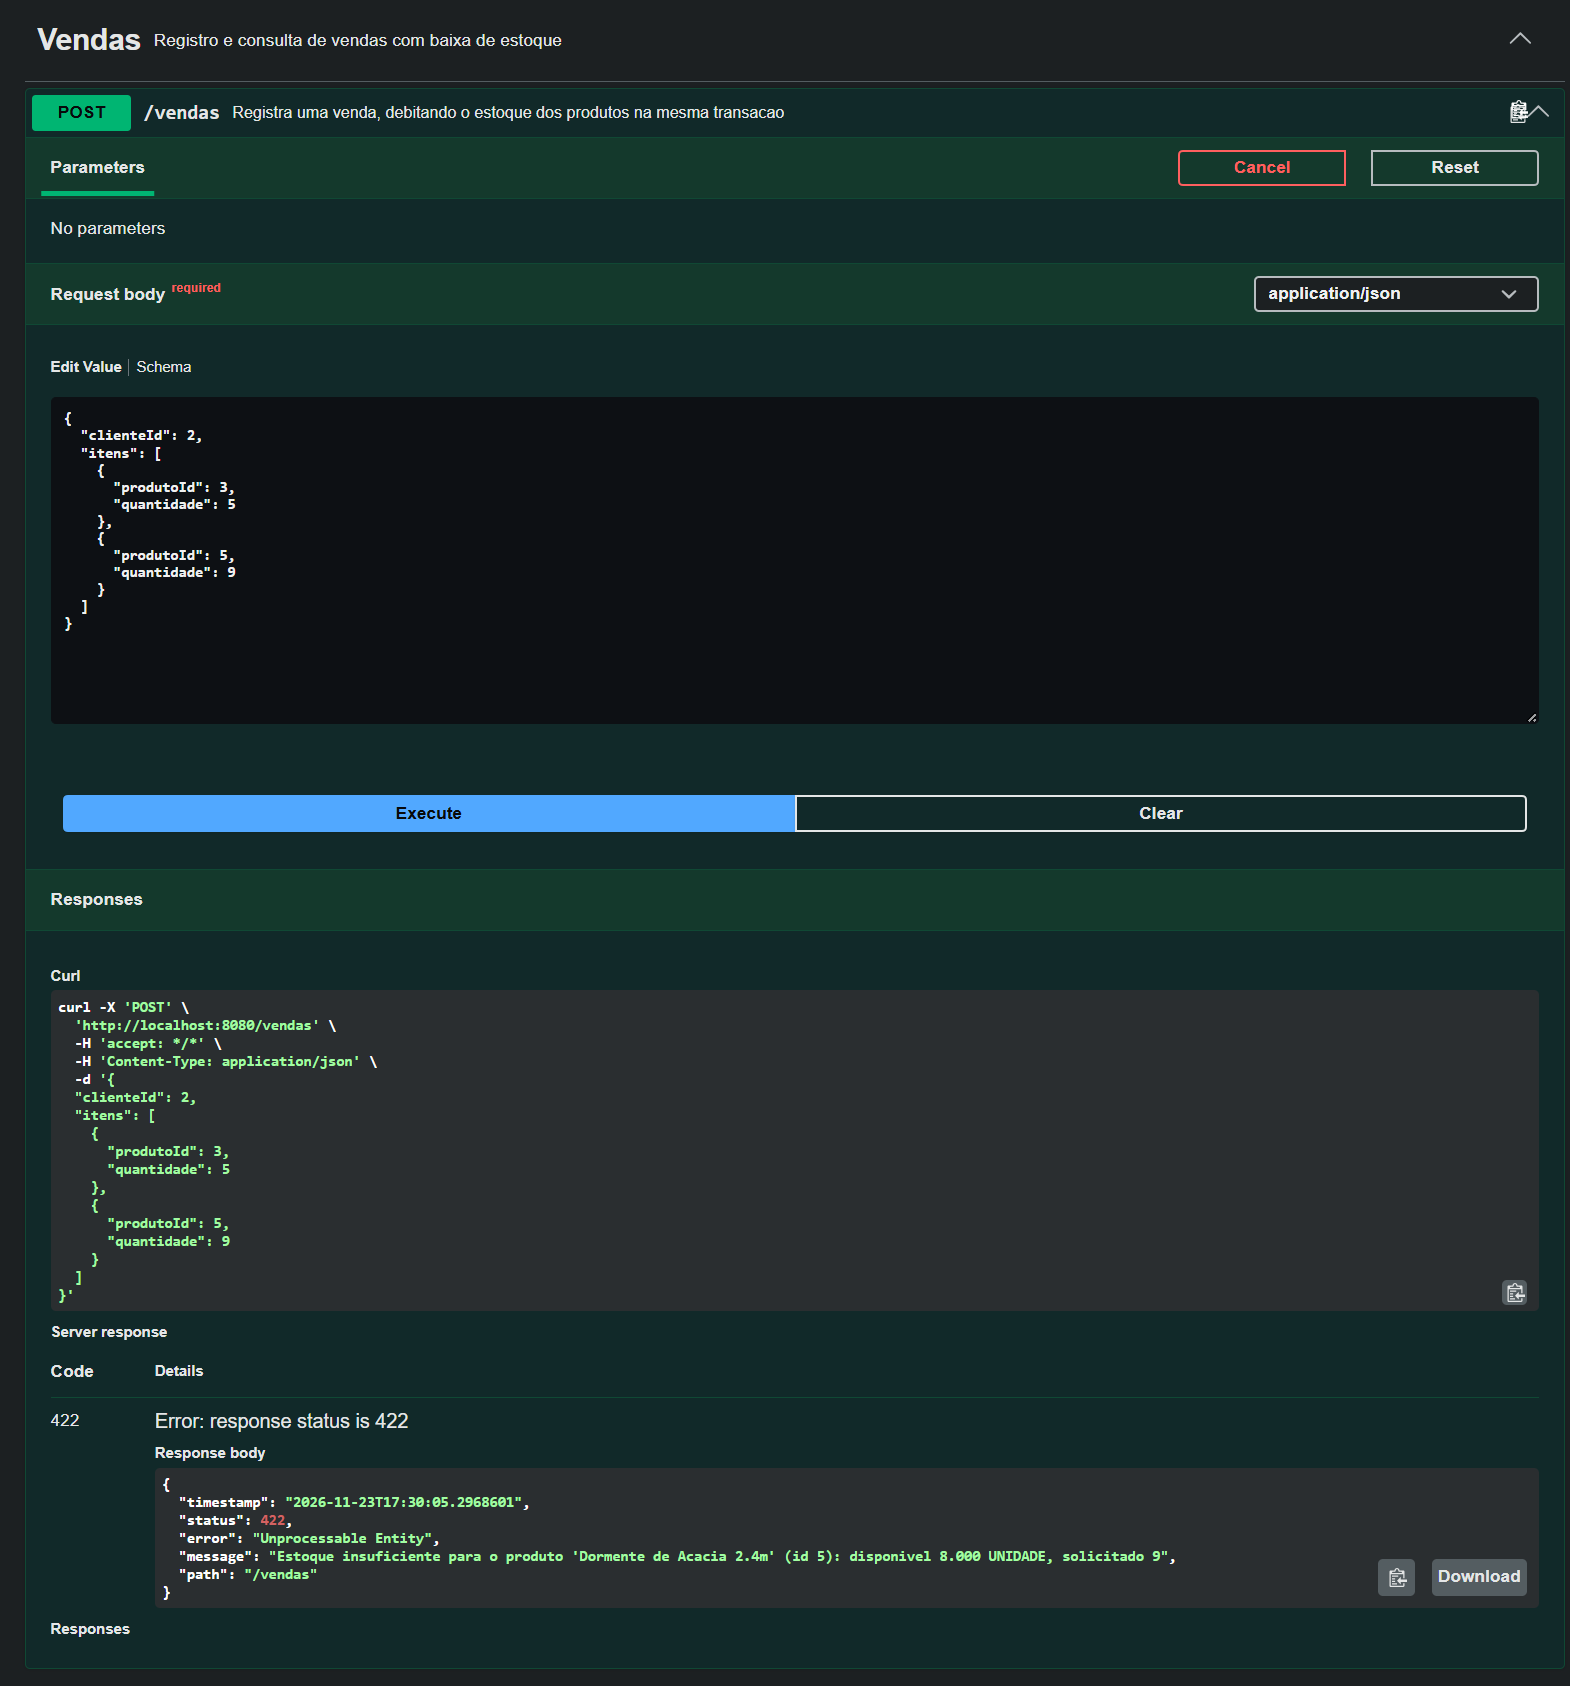 Vendas Registro e consulta de vendas com baixa de estoque
POST /vendas Registra uma venda, debitando o estoque dos produtos na mesma transacao
Parameters Cancel Reset
No parameters
Request body required application/json
Edit Value | Schema
{
  "clienteId": 2,
  "itens": [
    {
      "produtoId": 3,
      "quantidade": 5
    },
    {
      "produtoId": 5,
      "quantidade": 9
    }
  ]
}
Execute Clear
Responses
Curl
curl -X 'POST' \
  'http://localhost:8080/vendas' \
  -H 'accept: */*' \
  -H 'Content-Type: application/json' \
  -d '{
  "clienteId": 2,
  "itens": [
    {
      "produtoId": 3,
      "quantidade": 5
    },
    {
      "produtoId": 5,
      "quantidade": 9
    }
  ]
}'
Server response
Code Details
422 Error: response status is 422
Response body
{
  "timestamp": "2026-11-23T17:30:05.2968601",
  "status": 422,
  "error": "Unprocessable Entity",
  "message": "Estoque insuficiente para o produto 'Dormente de Acacia 2.4m' (id 5): disponivel 8.000 UNIDADE, solicitado 9",
  "path": "/vendas"
}
Download
Responses